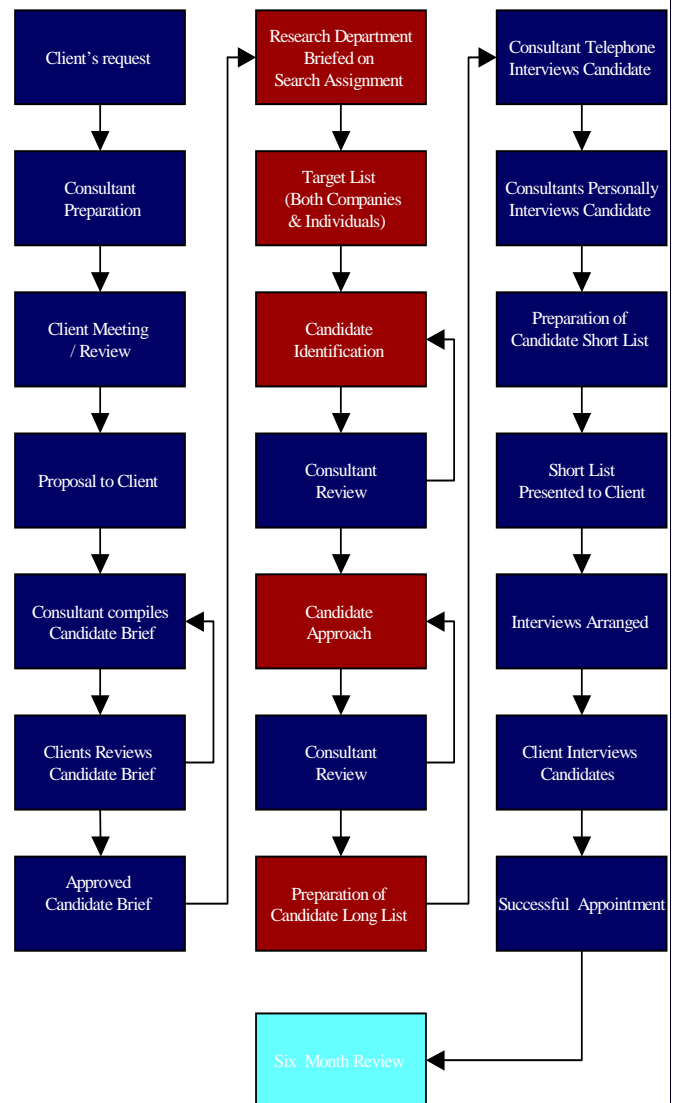 Client’s request
Consultant
Preparation
Client Meeting
/ Review
Proposal to Client
Consultant compiles
Candidate Brief
Clients Reviews
Candidate Brief
Approved
Candidate Brief
Research Department
Briefed on
Search Assignment
Target List
(Both Companies
& Individuals)
Candidate
Identification
Consultant
Review
Candidate
Approach
Consultant
Review
Preparation of
Candidate Long List
Consultant Telephone
Interviews Candidate
Consultants Personally
Interviews Candidate
Preparation of
Candidate Short List
Short List
Presented to Client
Interviews Arranged
Client Interviews
Candidates
Successful Appointment
Six Month Review